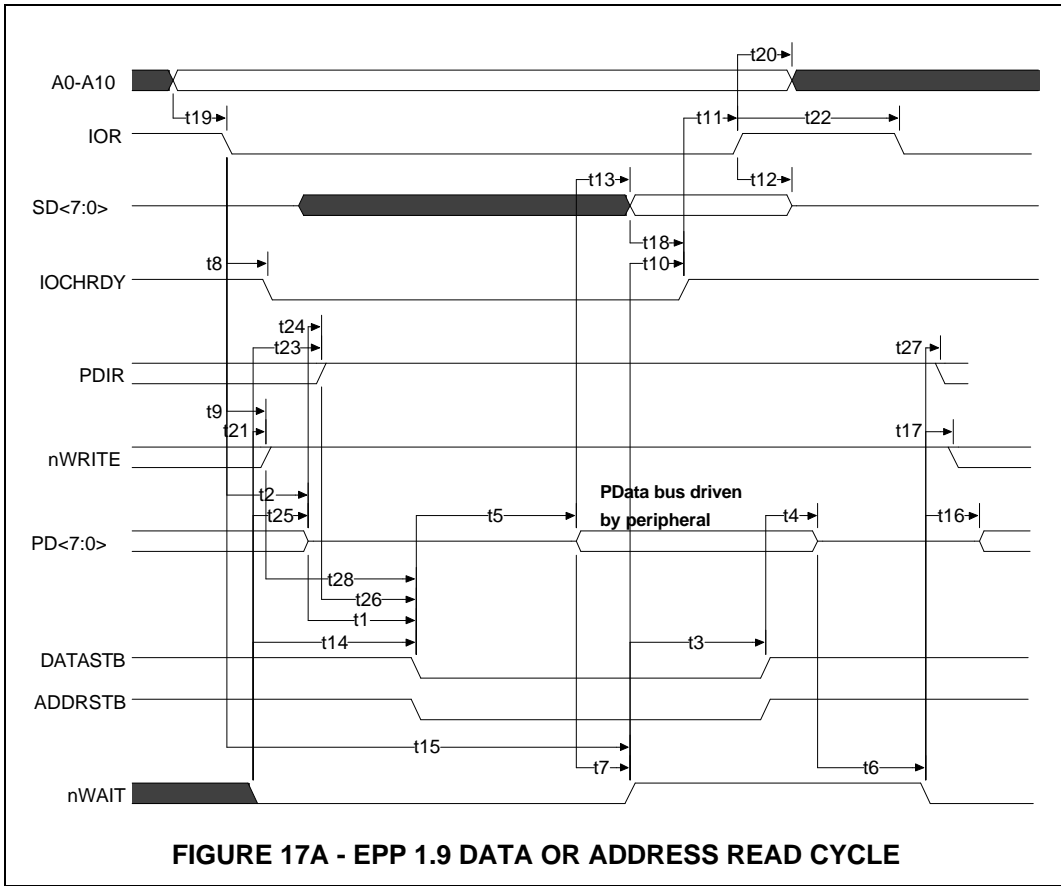 t20
A0-A10
t19
t11
t22
IOR
t13
t12
SD<7:0>
t18
t8
t10
IOCHRDY
t24
t23
t27
PDIR
t9
t21
t17
nWRITE
PData bus driven
t2
t25
t5
by peripheral
t4
t16
PD<7:0>
t28
t26
t1
t14
t3
DATASTB
ADDRSTB
t15
t7
t6
nWAIT
FIGURE 17A - EPP 1.9 DATA OR ADDRESS READ CYCLE